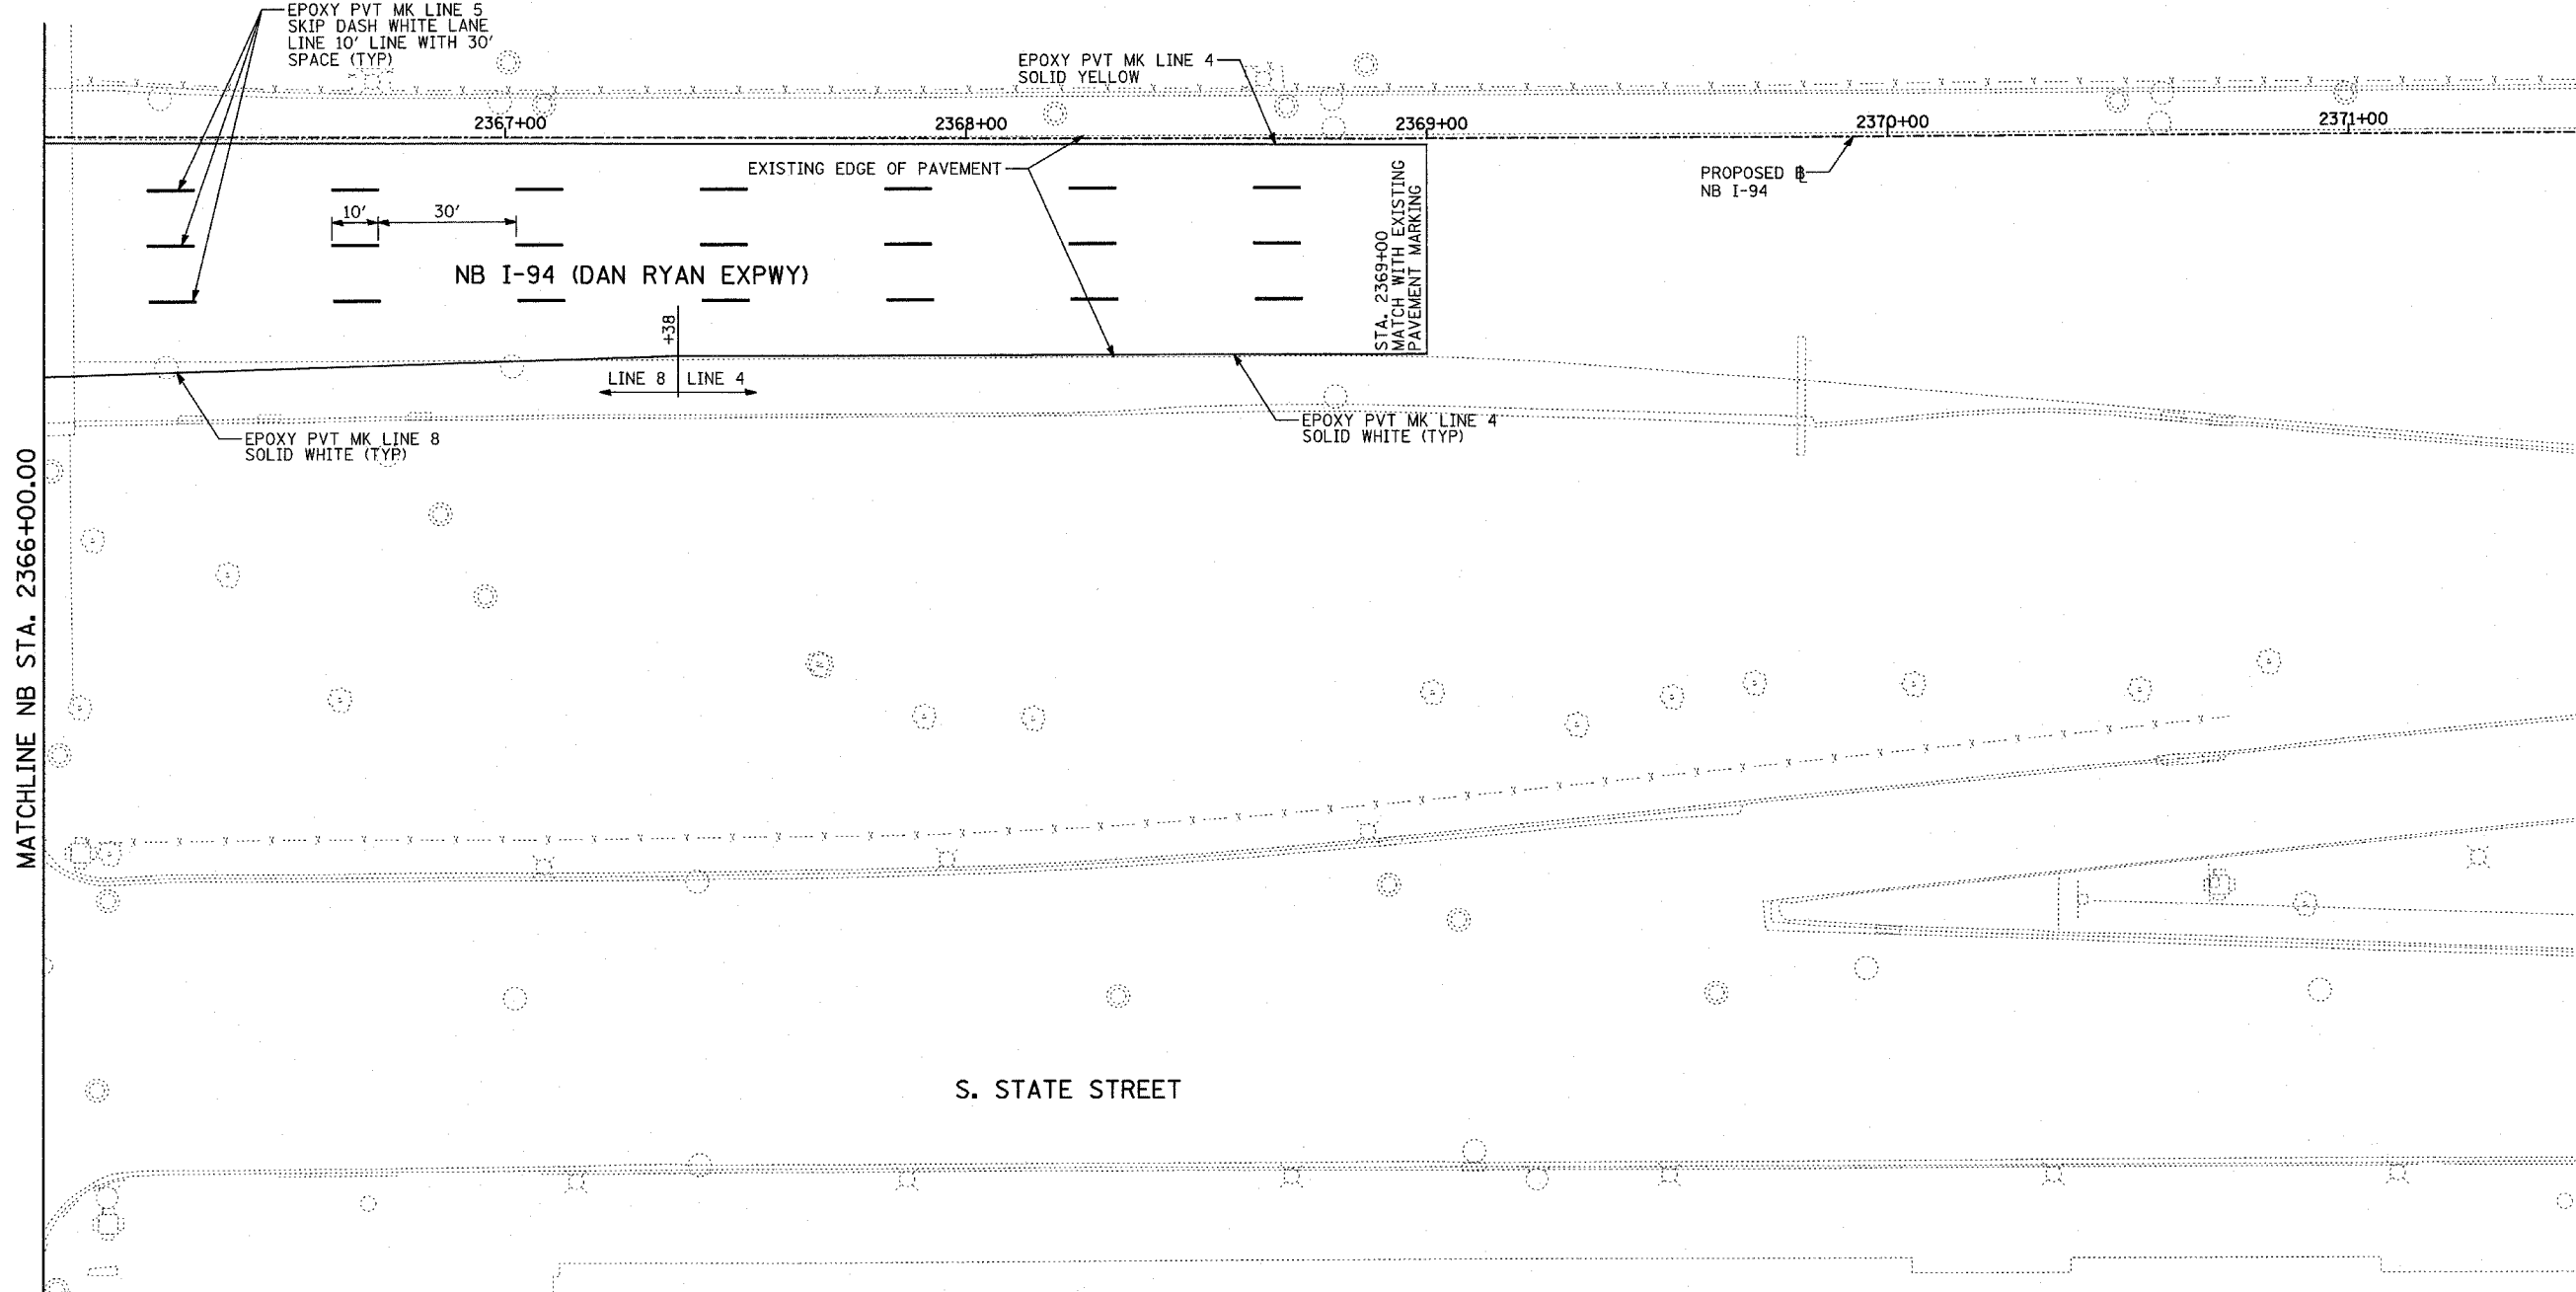 EPOXY PVT MK LINE 5
SKIP DASH WHITE LANE
LINE 10' LINE WITH 30'
SPACE (TYP)
EPOXY PVT MK LINE 4
SOLID YELLOW
2367+00
2368+00
2369+00
2370+00
2371+00
EXISTING EDGE OF PAVEMENT
PROPOSED ⅊
NB I-94
10'
30'
STA. 2369+00
MATCH WITH EXISTING
PAVEMENT MARKING
NB I-94 (DAN RYAN EXPWY)
+38
LINE 8
LINE 4
EPOXY PVT MK LINE 8
SOLID WHITE (TYP)
EPOXY PVT MK LINE 4
SOLID WHITE (TYP)
MATCHLINE NB STA. 2366+00.00
S. STATE STREET